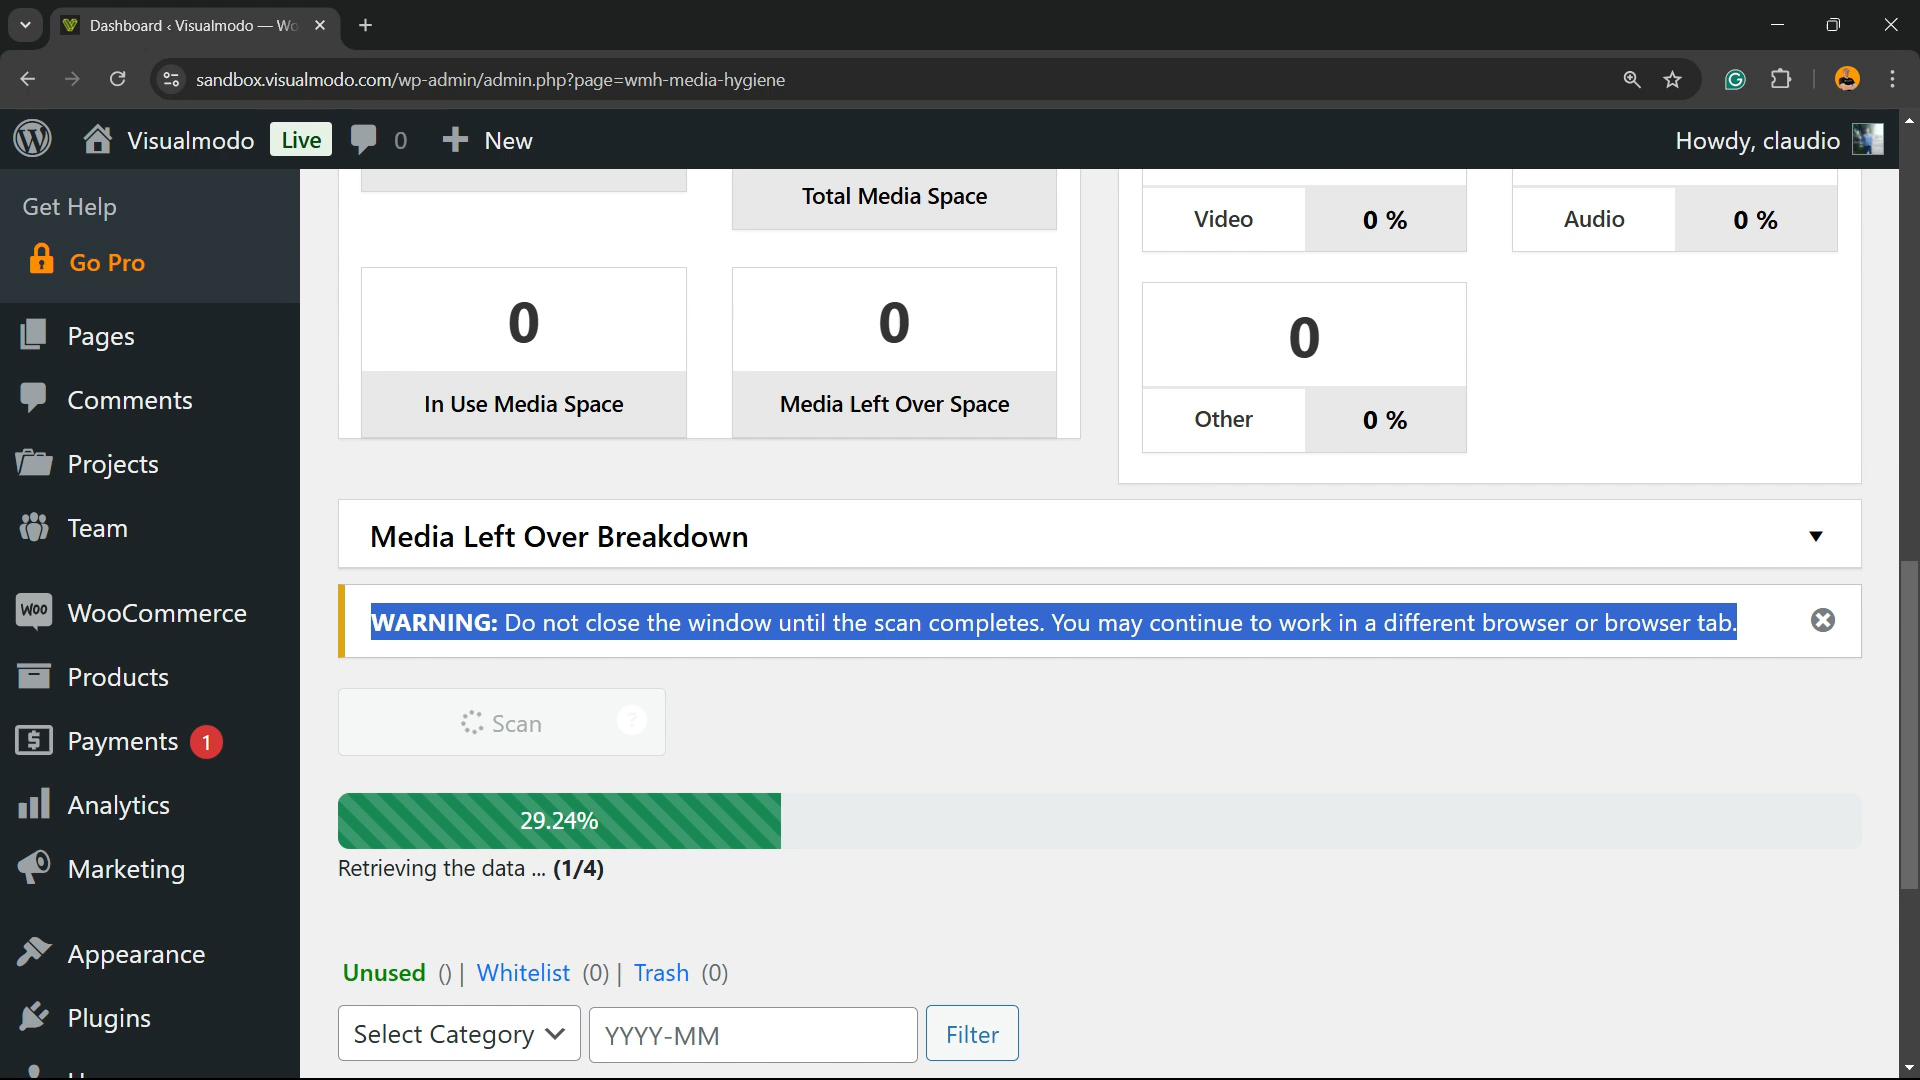 Dashboard ‹ Visualmodo — Wo
sandbox.visualmodo.com/wp-admin/admin.php?page=wmh-media-hygiene
Visualmodo Live 0 New
Howdy, claudio
Get Help
Go Pro
Pages
Comments
Projects
Team
Woo WooCommerce
Products
Payments 1
Analytics
Marketing
Appearance
Plugins
Total Media Space
0
In Use Media Space
0
Media Left Over Space
Video 0 %
Audio 0 %
0
Other 0 %
Media Left Over Breakdown
WARNING: Do not close the window until the scan completes. You may continue to work in a different browser or browser tab.
Scan ?
29.24%
Retrieving the data ... (1/4)
Unused () | Whitelist (0) | Trash (0)
Select Category YYYY-MM Filter